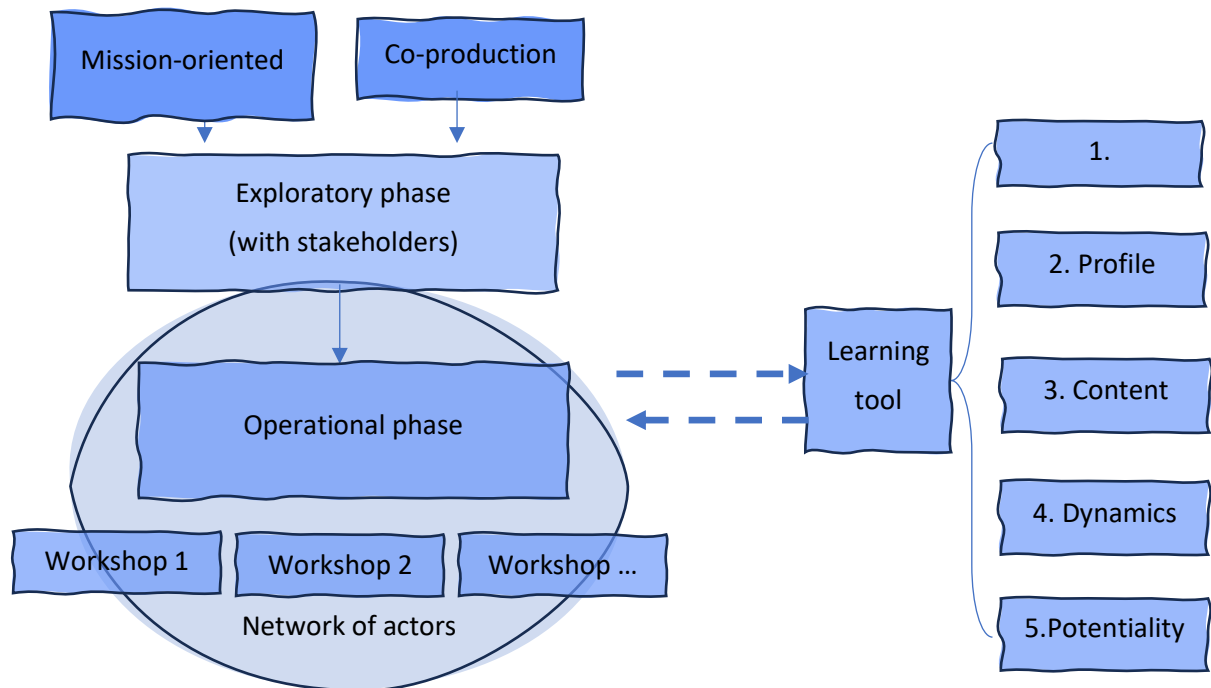 Mission-oriented
Co-production
Exploratory phase
(with stakeholders)
Operational phase
Workshop 1
Workshop 2
Workshop ...
Network of actors
Learning
tool
1.
2. Profile
3. Content
4. Dynamics
5.Potentiality